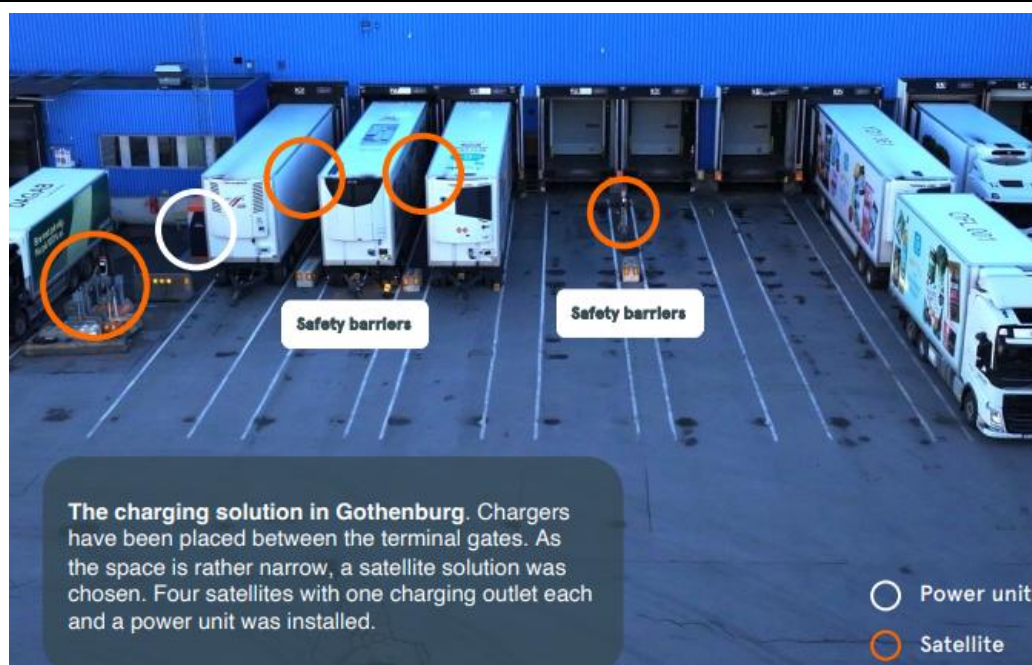 DAGAB
OFL001
Safety barriers
Safety barriers
The charging solution in Gothenburg. Chargers
have been placed between the terminal gates. As
the space is rather narrow, a satellite solution was
chosen. Four satellites with one charging outlet each
and a power unit was installed.
Power unit
Satellite